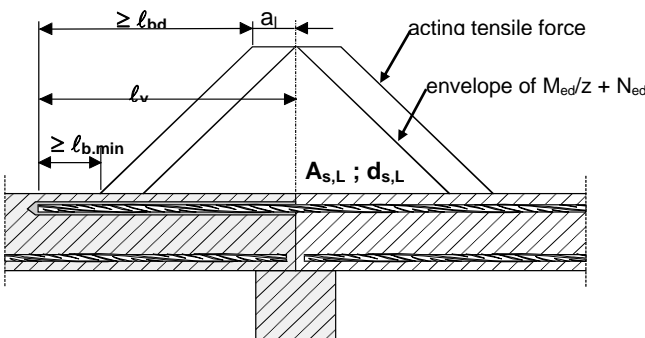 ≥ ℓbd
al
acting tensile force
ℓv
envelope of Med/z + Ned
≥ ℓb.min
As,L ; ds,L